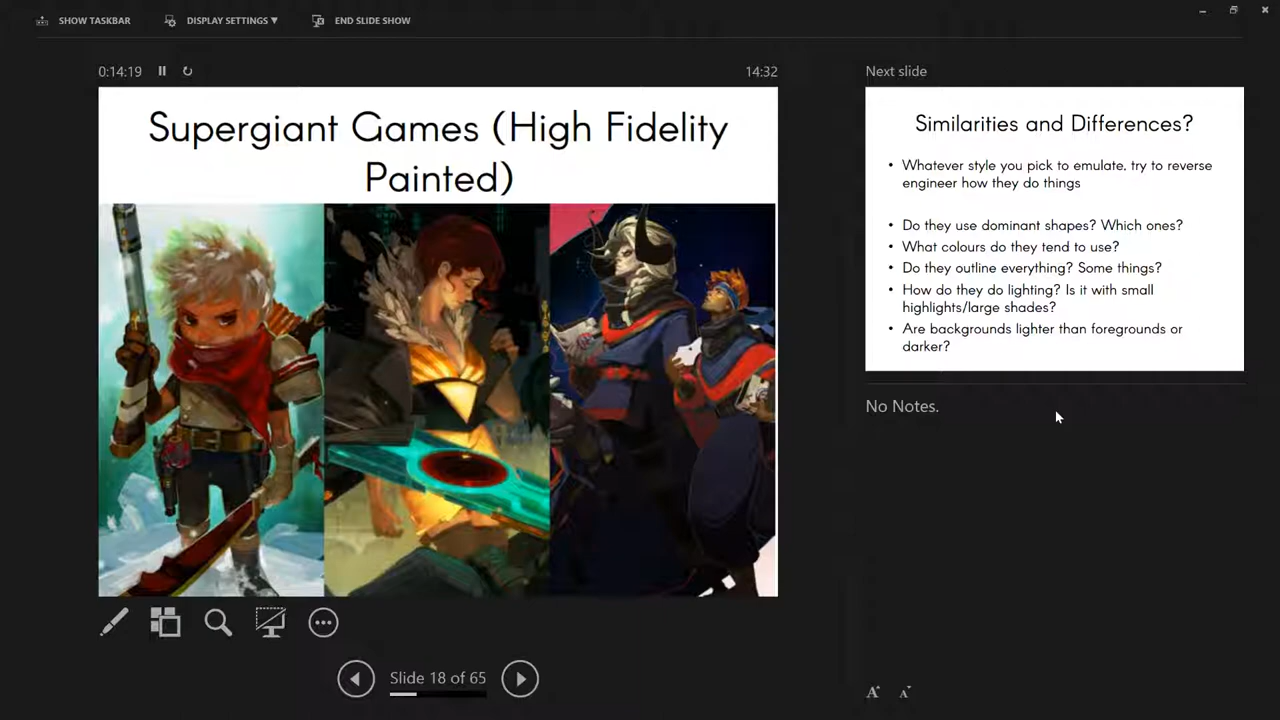 SHOW TASKBAR
DISPLAY SETTINGS ▼
END SLIDE SHOW
0:14:19
14:32
Supergiant Games (High Fidelity
Painted)
Slide 18 of 65
Next slide
Similarities and Differences?
• Whatever style you pick to emulate, try to reverse
engineer how they do things
• Do they use dominant shapes? Which ones?
• What colours do they tend to use?
• Do they outline everything? Some things?
• How do they do lighting? Is it with small
highlights/large shades?
• Are backgrounds lighter than foregrounds or
darker?
No Notes.
A A